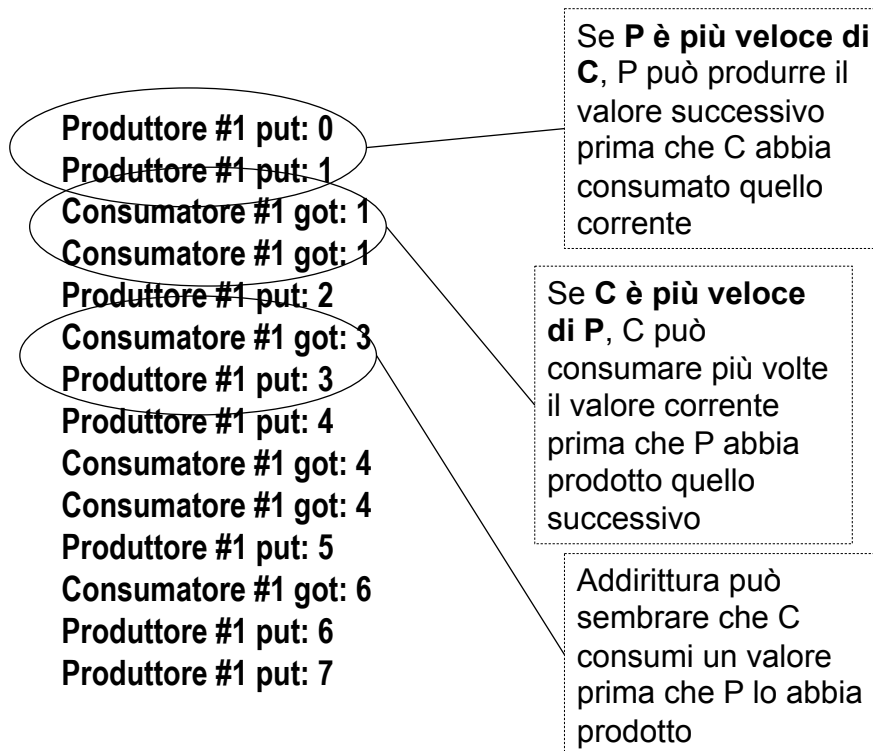 Produttore #1 put: 0
Produttore #1 put: 1
Consumatore #1 got: 1
Consumatore #1 got: 1
Produttore #1 put: 2
Consumatore #1 got: 3
Produttore #1 put: 3
Produttore #1 put: 4
Consumatore #1 got: 4
Consumatore #1 got: 4
Produttore #1 put: 5
Consumatore #1 got: 6
Produttore #1 put: 6
Produttore #1 put: 7
Se P è più veloce di
C, P può produrre il
valore successivo
prima che C abbia
consumato quello
corrente
Se C è più veloce
di P, C può
consumare più volte
il valore corrente
prima che P abbia
prodotto quello
successivo
Addirittura può
sembrare che C
consumi un valore
prima che P lo abbia
prodotto